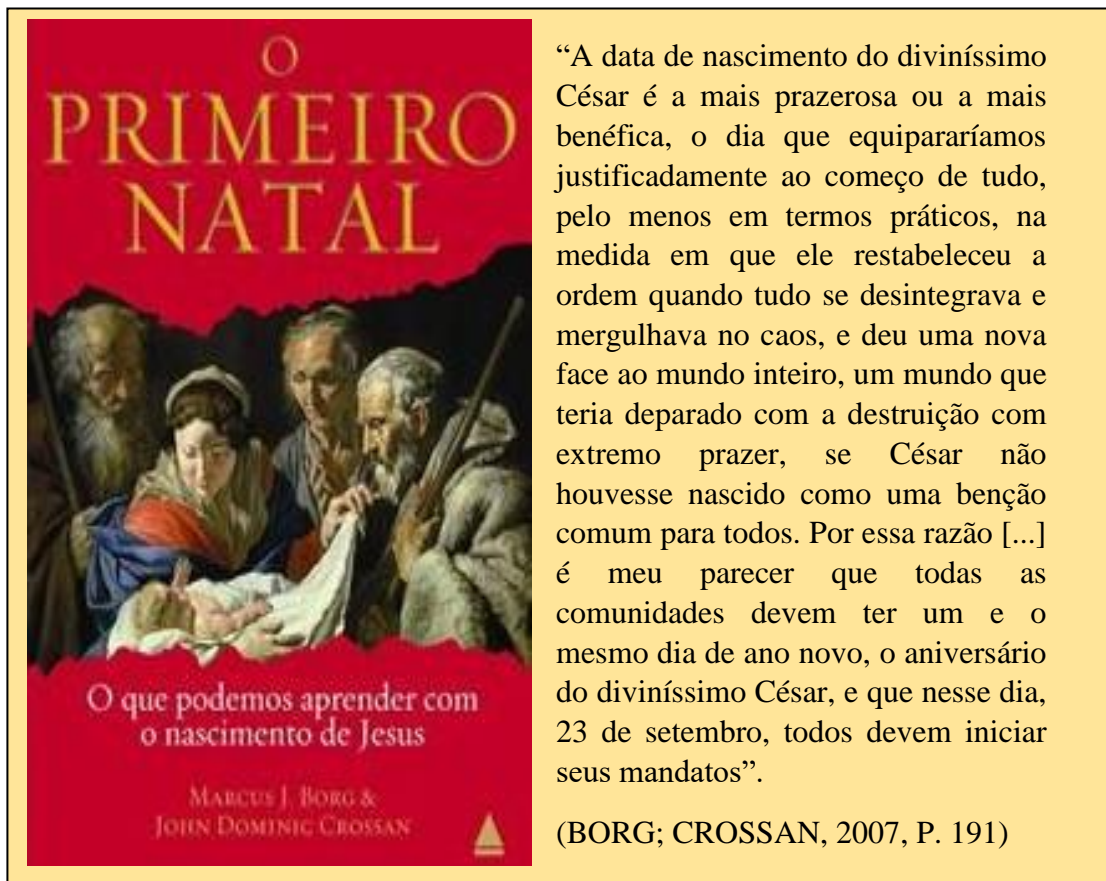 O
PRIMEIRO
NATAL
O que podemos aprender com
o nascimento de Jesus
MARCUS J. BORG &
JOHN DOMINIC CROSSAN
“A data de nascimento do diviníssimo
César é a mais prazerosa ou a mais
benéfica, o dia que equipararíamos
justificadamente ao começo de tudo,
pelo menos em termos práticos, na
medida em que ele restabeleceu a
ordem quando tudo se desintegrava e
mergulhava no caos, e deu uma nova
face ao mundo inteiro, um mundo que
teria deparado com a destruição com
extremo prazer, se César não
houvesse nascido como uma benção
comum para todos. Por essa razão [...]
é meu parecer que todas as
comunidades devem ter um e o
mesmo dia de ano novo, o aniversário
do diviníssimo César, e que nesse dia,
23 de setembro, todos devem iniciar
seus mandatos”.
(BORG; CROSSAN, 2007, P. 191)